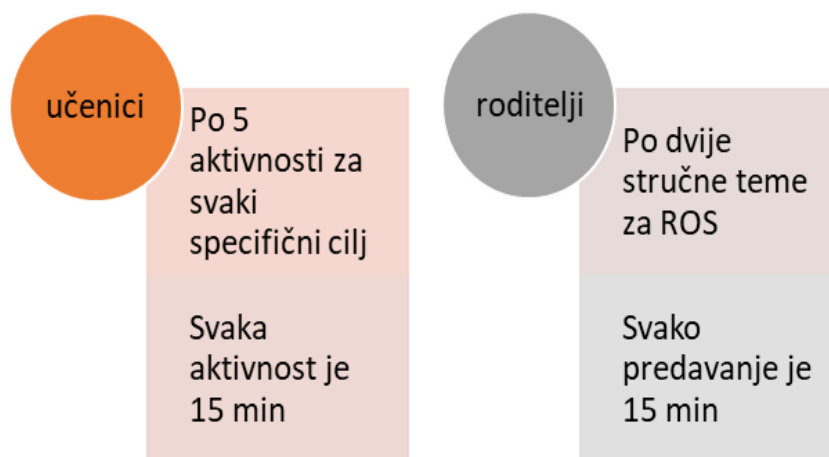 učenici
Po 5
aktivnosti za
svaki
specifični cilj
Svaka
aktivnost je
15 min
roditelji
Po dvije
stručne teme
za ROS
Svako
predavanje je
15 min